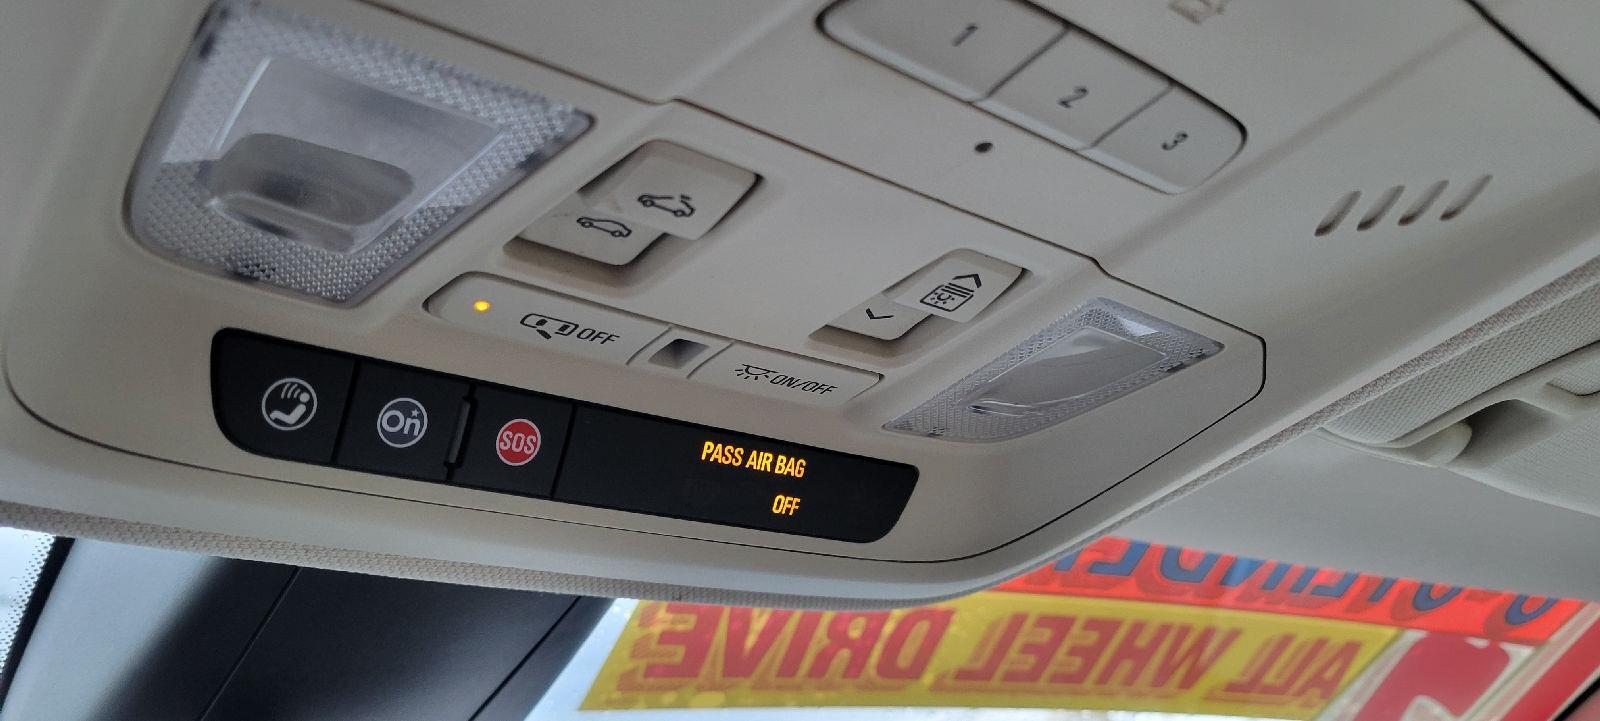 1
2
3
OFF
ON/OFF
On
SOS
PASS AIR BAG
OFF
ALL WHEEL DRIVE